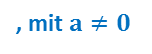 , mit a ≠ 0